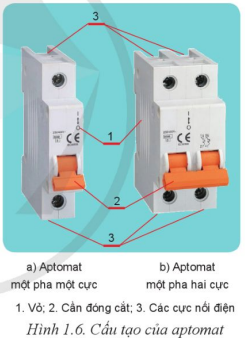 3
1
2
3
a) Aptomat
một pha một cực
b) Aptomat
một pha hai cực
1. Vỏ; 2. Cần đóng cắt; 3. Các cực nối điện
Hình 1.6. Cấu tạo của aptomat